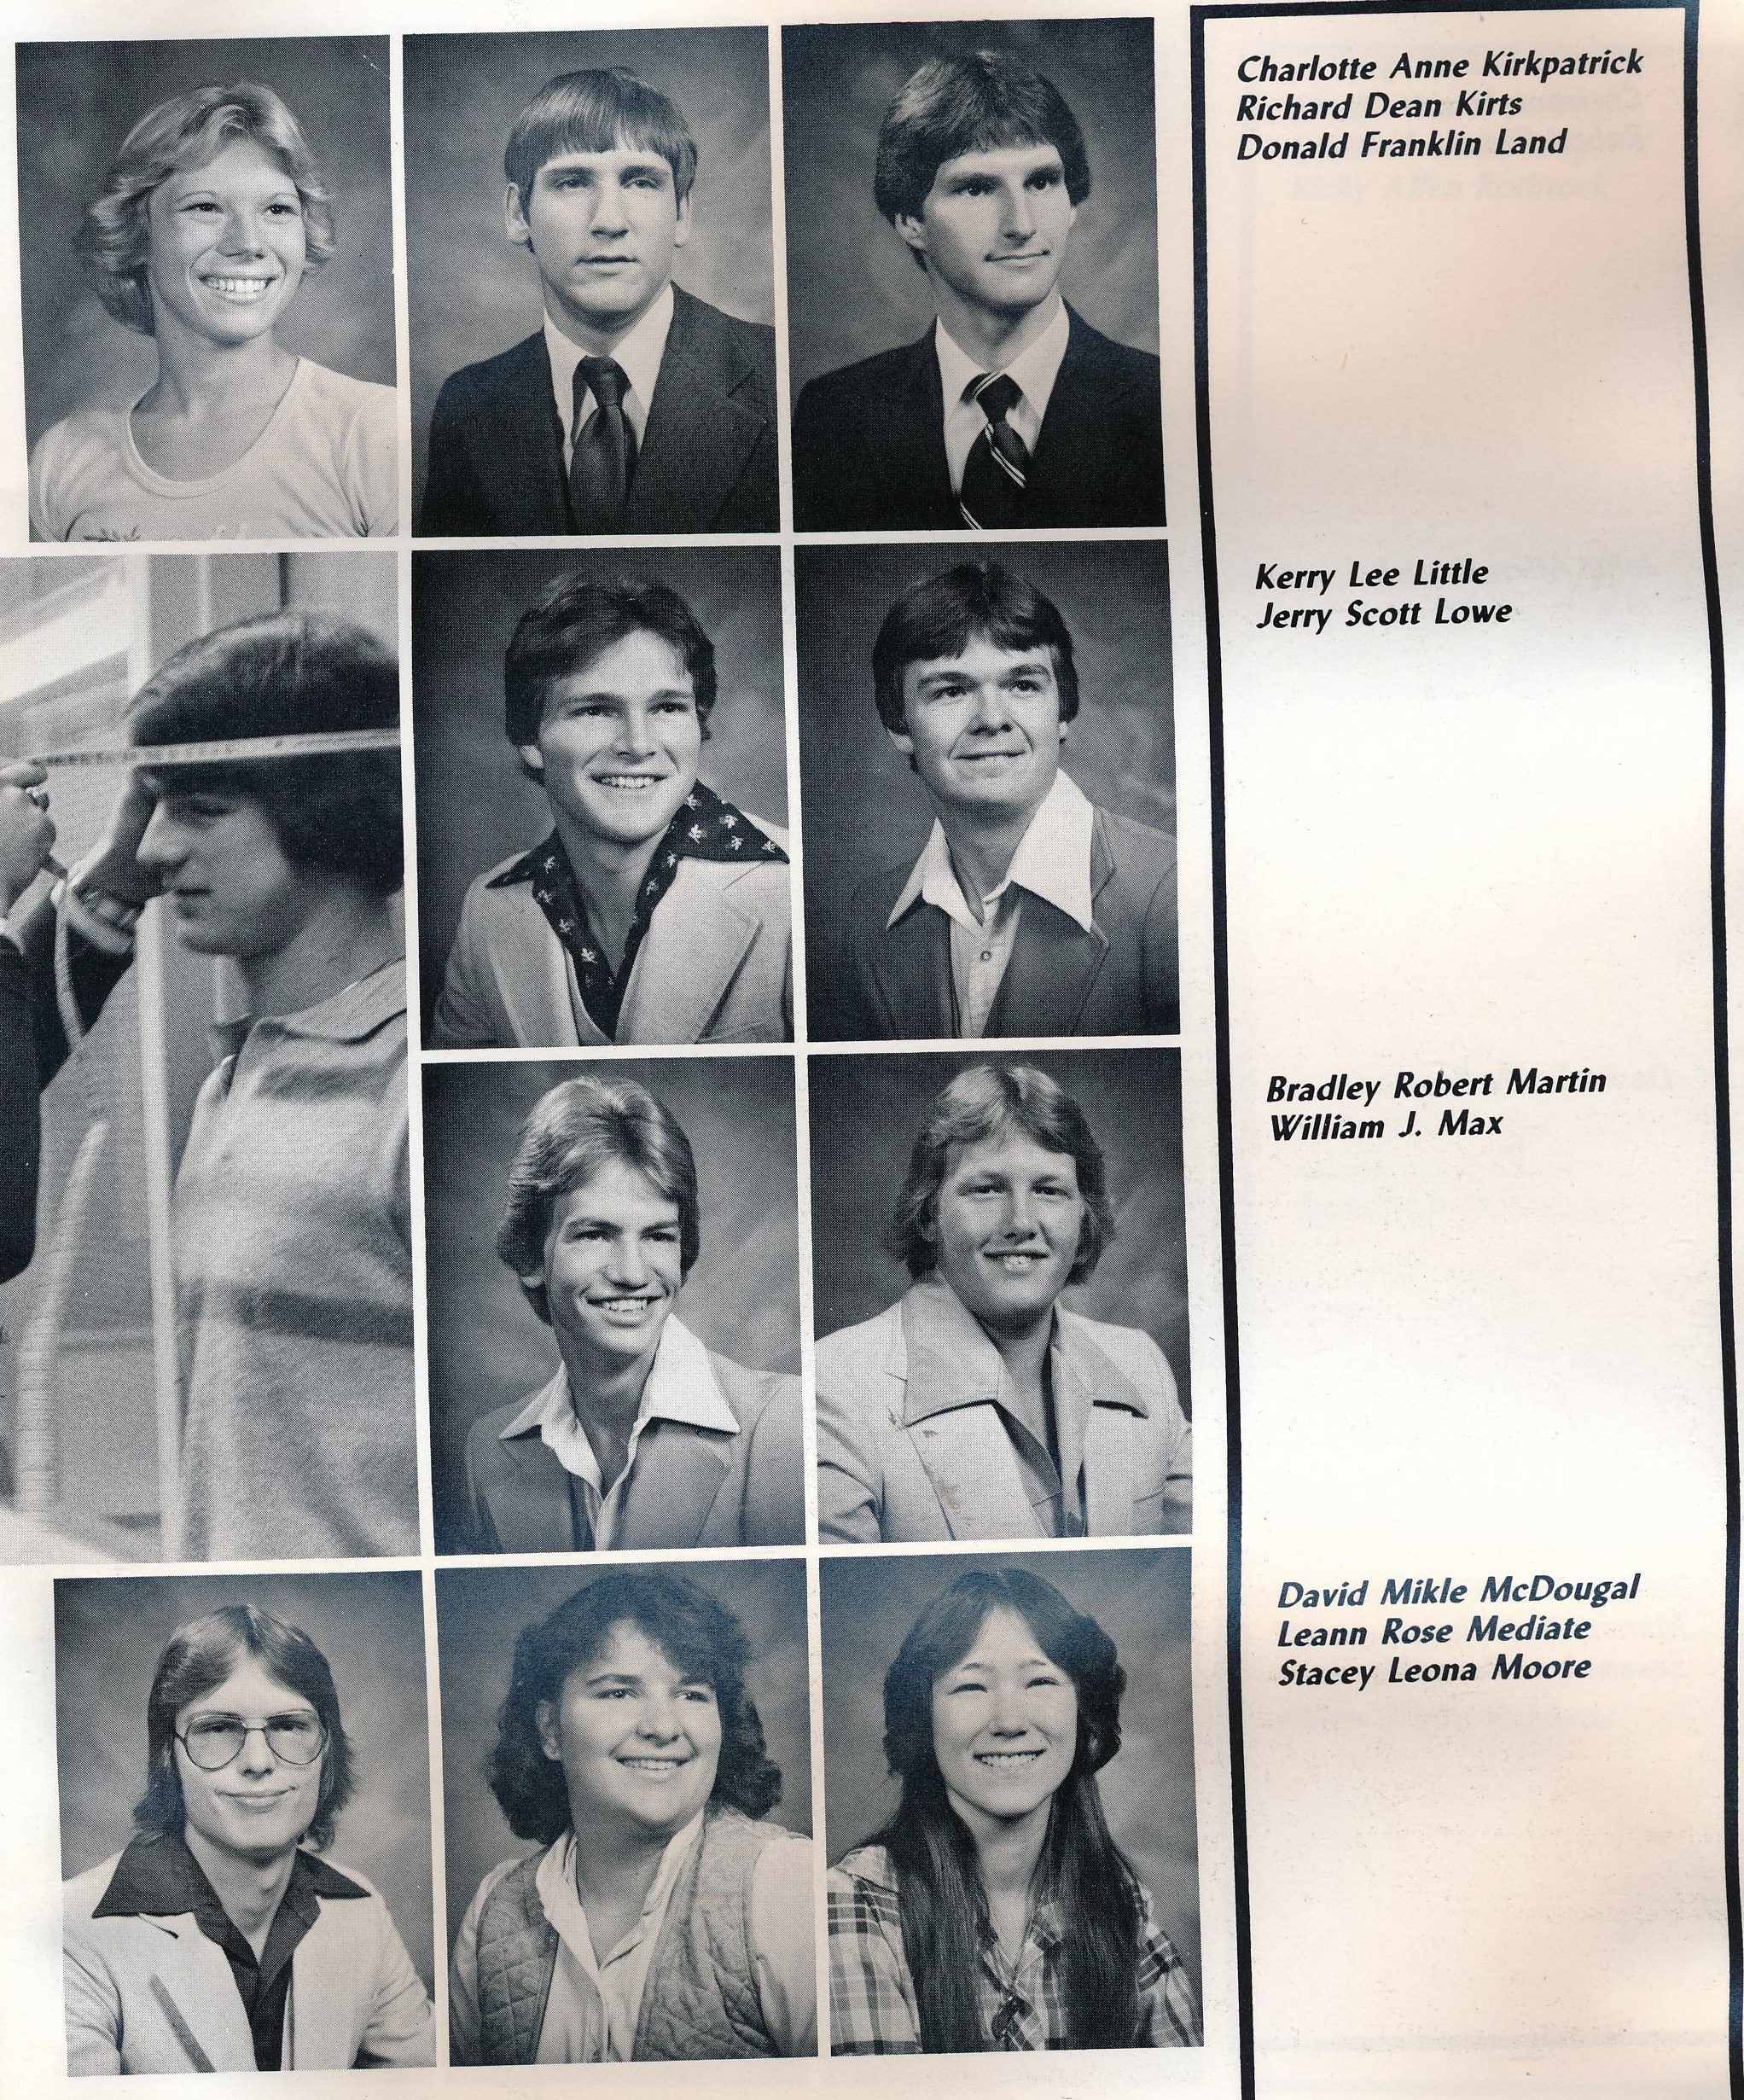 Charlotte Anne Kirkpatrick
Richard Dean Kirts
Donald Franklin Land
Kerry Lee Little
Jerry Scott Lowe
Bradley Robert Martin
William J. Max
David Mikle McDougal
Leann Rose Mediate
Stacey Leona Moore